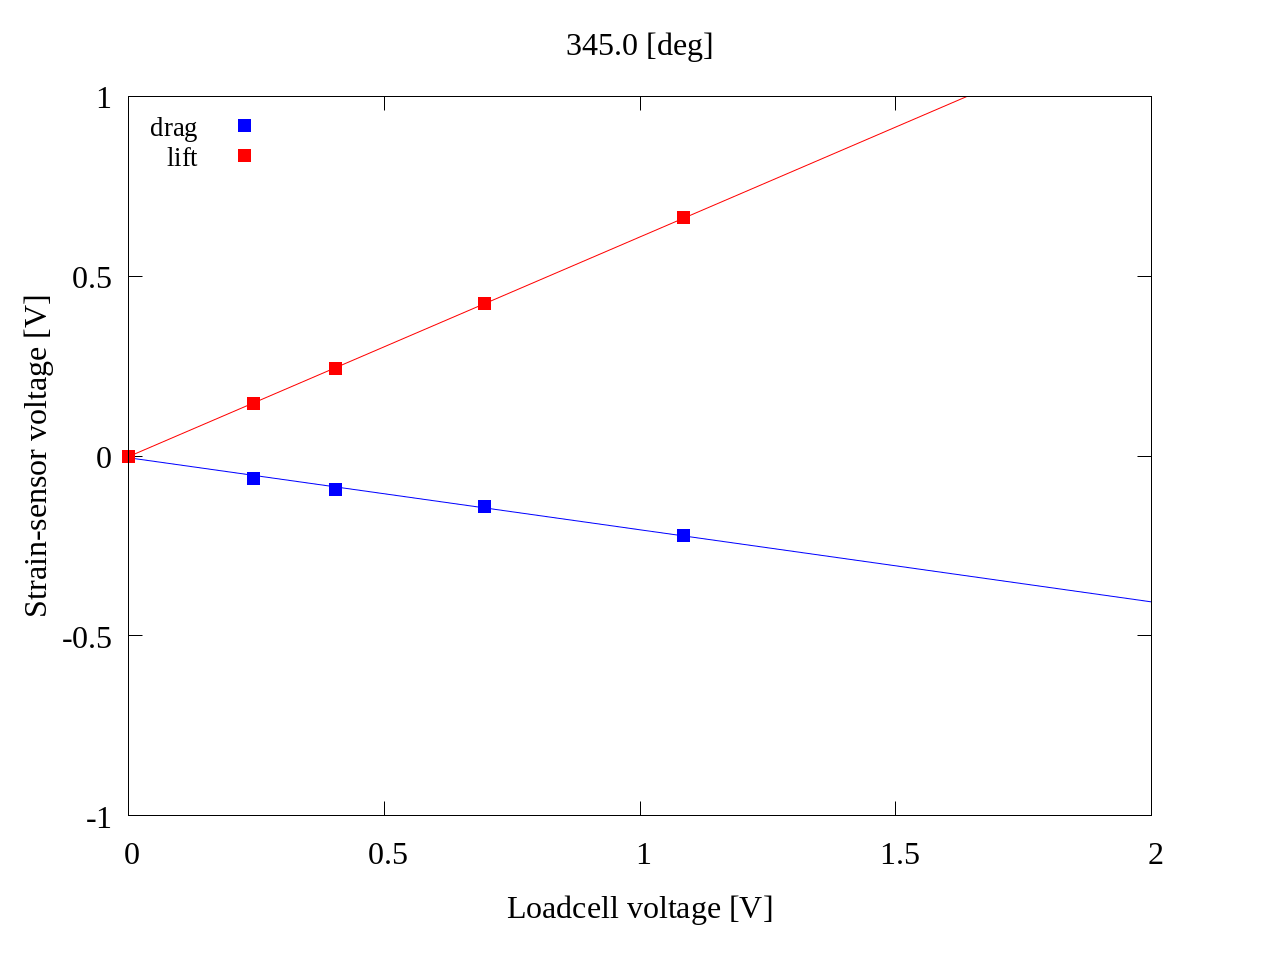 345.0 [deg]
drag
lift
1
0.5
0
-0.5
-1
Strain-sensor voltage [V]
0 0.5 1 1.5 2
Loadcell voltage [V]